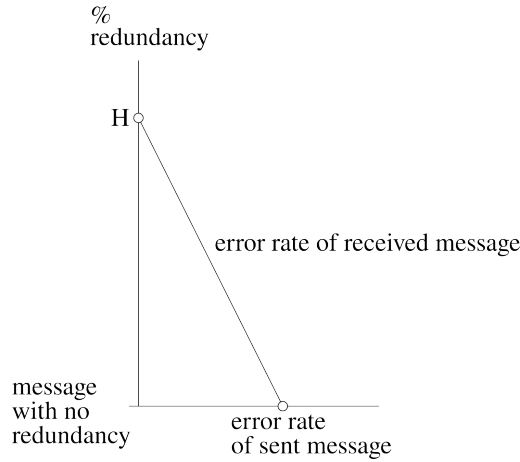 %
redundancy
H
error rate of received message
message
with no
redundancy
error rate
of sent message